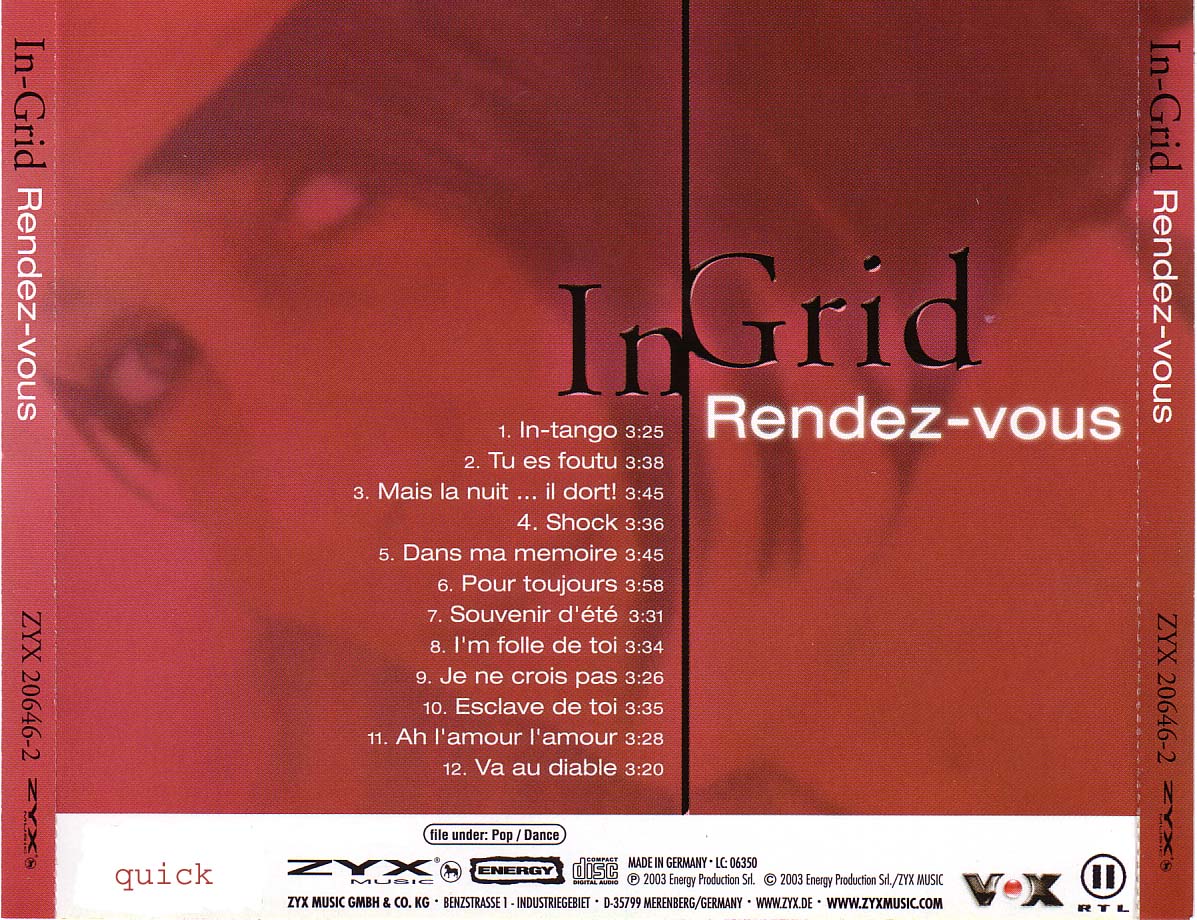 In-Grid Rendez-vous
ZYX 20646-2 ZYX MUSIC
InGrid
Rendez-vous
1. In-tango 3:25
2. Tu es foutu 3:38
3. Mais la nuit ... il dort! 3:45
4. Shock 3:36
5. Dans ma memoire 3:45
6. Pour toujours 3:58
7. Souvenir d'été 3:31
8. I'm folle de toi 3:34
9. Je ne crois pas 3:26
10. Esclave de toi 3:35
11. Ah l'amour l'amour 3:28
12. Va au diable 3:20
In-Grid Rendez-vous
ZYX 20646-2 ZYX MUSIC
file under: Pop / Dance
quick
ZYX MUSIC ®
ENERGY
COMPACT disc DIGITAL AUDIO
MADE IN GERMANY · LC: 06350
℗ 2003 Energy Production Srl. © 2003 Energy Production Srl./ZYX MUSIC
ZYX MUSIC GMBH & CO. KG · BENZSTRASSE 1 - INDUSTRIEGEBIET · D-35799 MERENBERG/GERMANY · WWW.ZYX.DE · WWW.ZYXMUSIC.COM
VOX
II
RTL